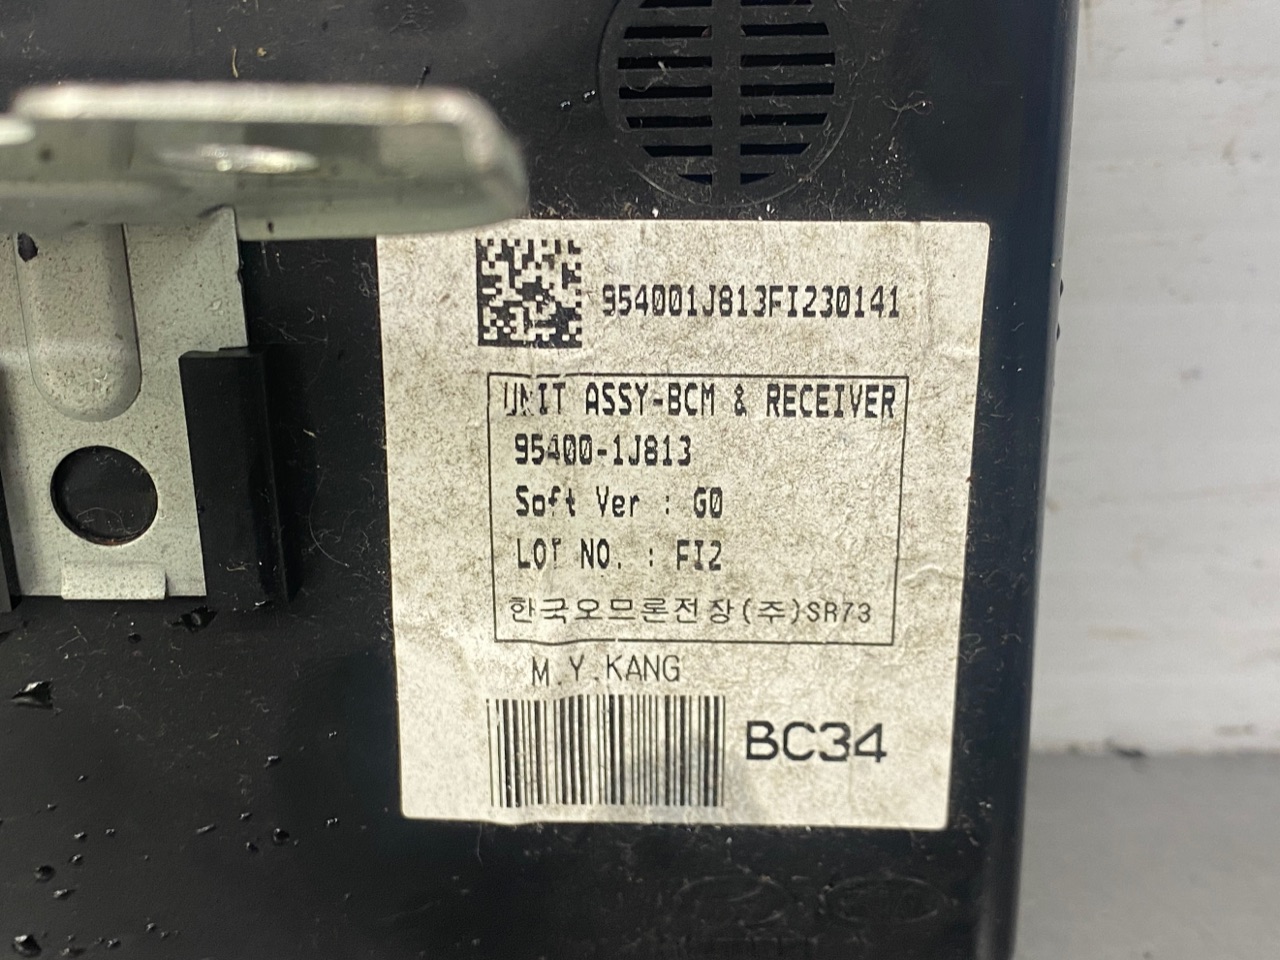 954001J813FI230141
UNIT ASSY-BCM & RECEIVER
95400-1J813
Soft Ver : G0
LOT NO. : FI2
한국오므론전장(주)SR73
M.Y.KANG
BC34